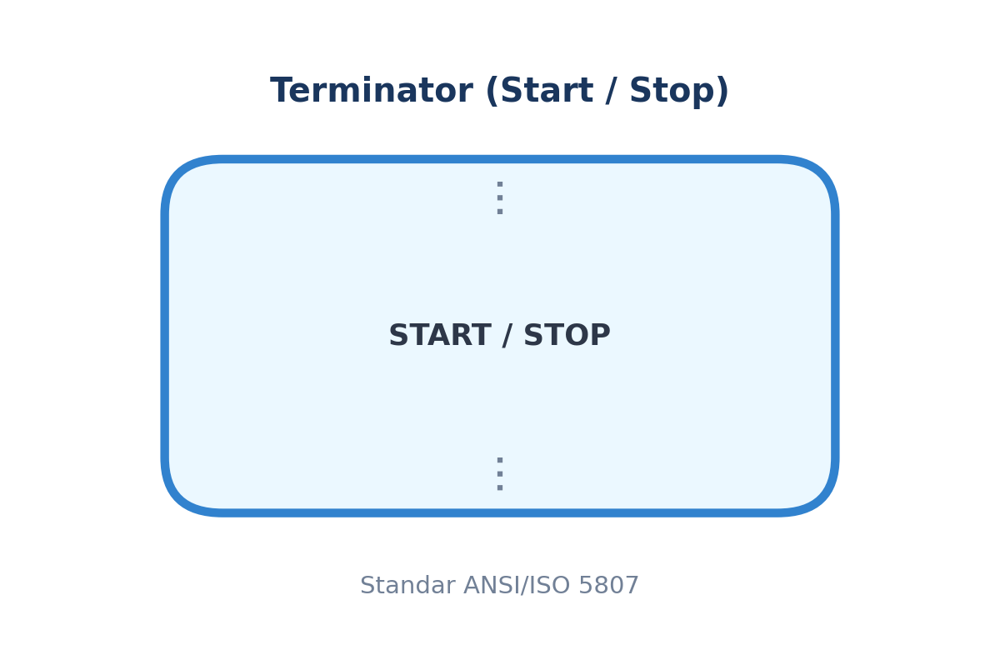 Terminator (Start / Stop)
START / STOP
Standar ANSI/ISO 5807